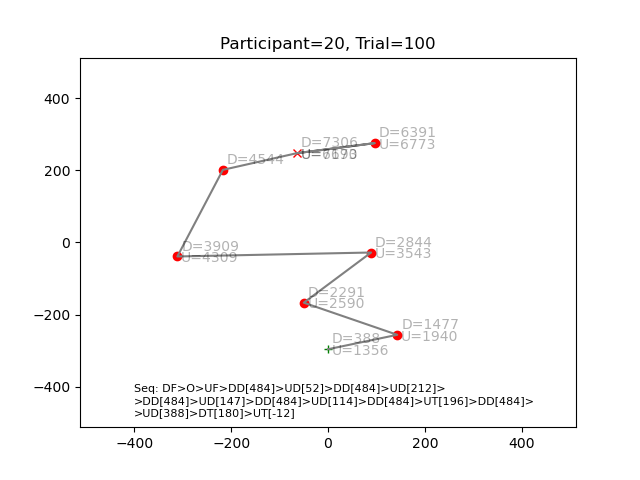 Participant=20, Trial=100
400
200
0
−200
−400
D=7306
D=6391
U=6773
D=4544
D=3909
U=4309
D=2844
U=3543
D=2291
U=2590
D=1477
U=1940
D=388
U=1356
Seq: DF>O>UF>DD[484]>UD[52]>DD[484]>UD[212]>
>DD[484]>UD[147]>DD[484]>UD[114]>DD[484]>UT[196]>DD[484]>
>UD[388]>DT[180]>UT[-12]
−400
−200
0
200
400